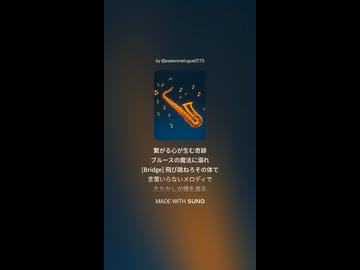 by @awesomefugue0773
繋がる心が生む奇跡
ブルースの魔法に溺れ
[Bridge] 飛び跳ねろその体で
言葉いらないメロディで
たたかしが橋を渡る
MADE WITH SUNO